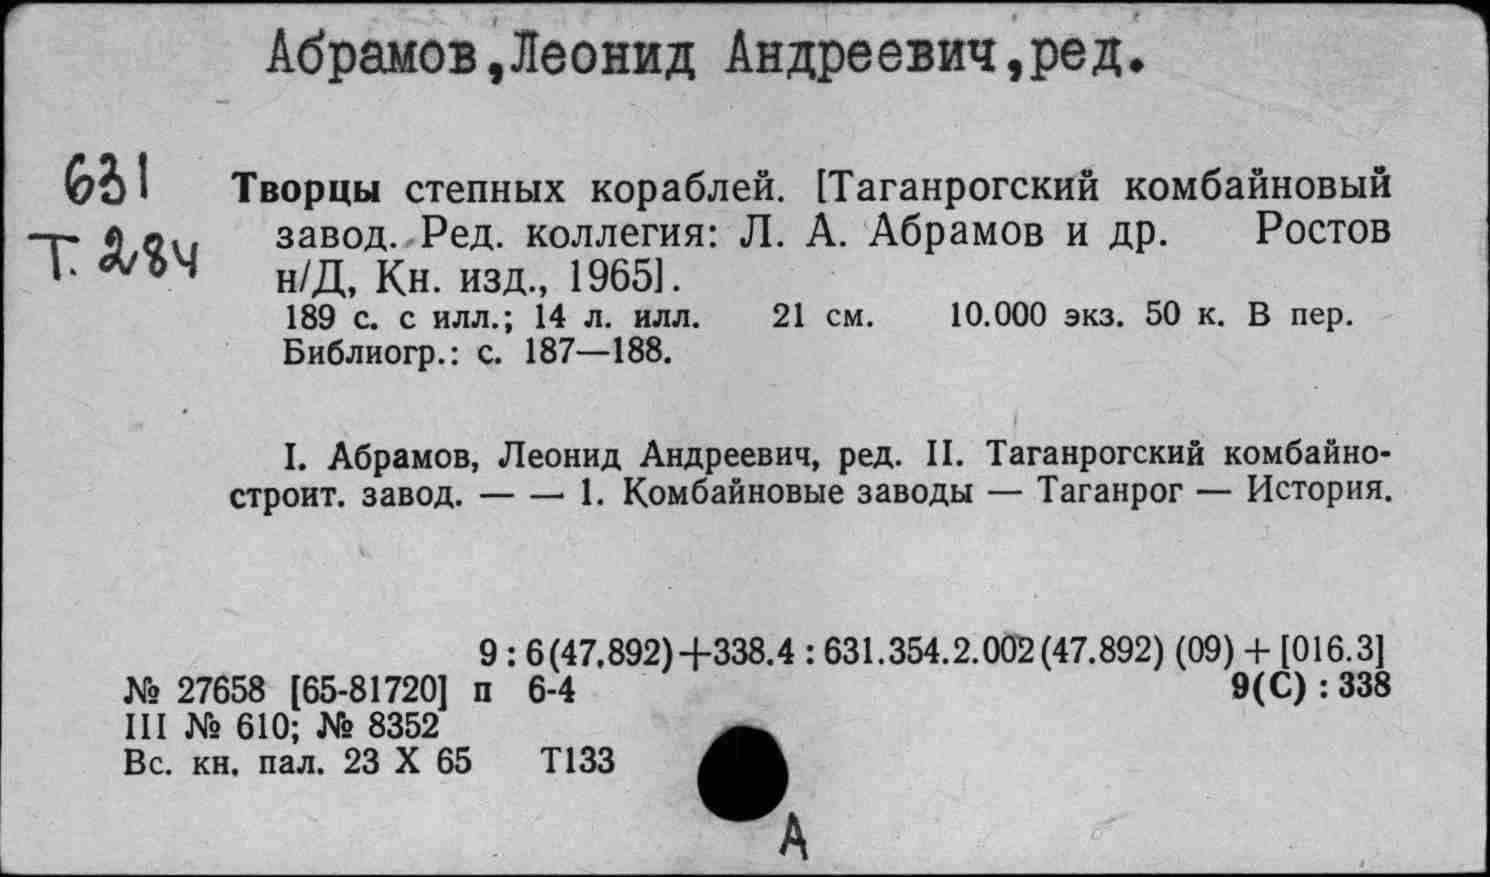 Абрамов,Леонид Андреевич,ред.
631
Т. 284
Творцы степных кораблей. [Таганрогский комбайновый
завод. Ред. коллегия: Л. А. Абрамов и др. Ростов
н/Д, Кн. изд., 1965].
189 с. с илл.; 14 л. илл. 21 см. 10.000 экз. 50 к. В пер.
Библиогр.: с. 187—188.
I. Абрамов, Леонид Андреевич, ред. II. Таганрогский комбайно-
строит. завод. — — 1. Комбайновые заводы — Таганрог — История.
9 : 6(47.892)+338.4 : 631.354.2.002(47.892) (09) + [016.3]
№ 27658 [65-81720] п 6-4 9(С) : 338
III № 610; № 8352
Вс. кн. пал. 23 X 65 Т133
А